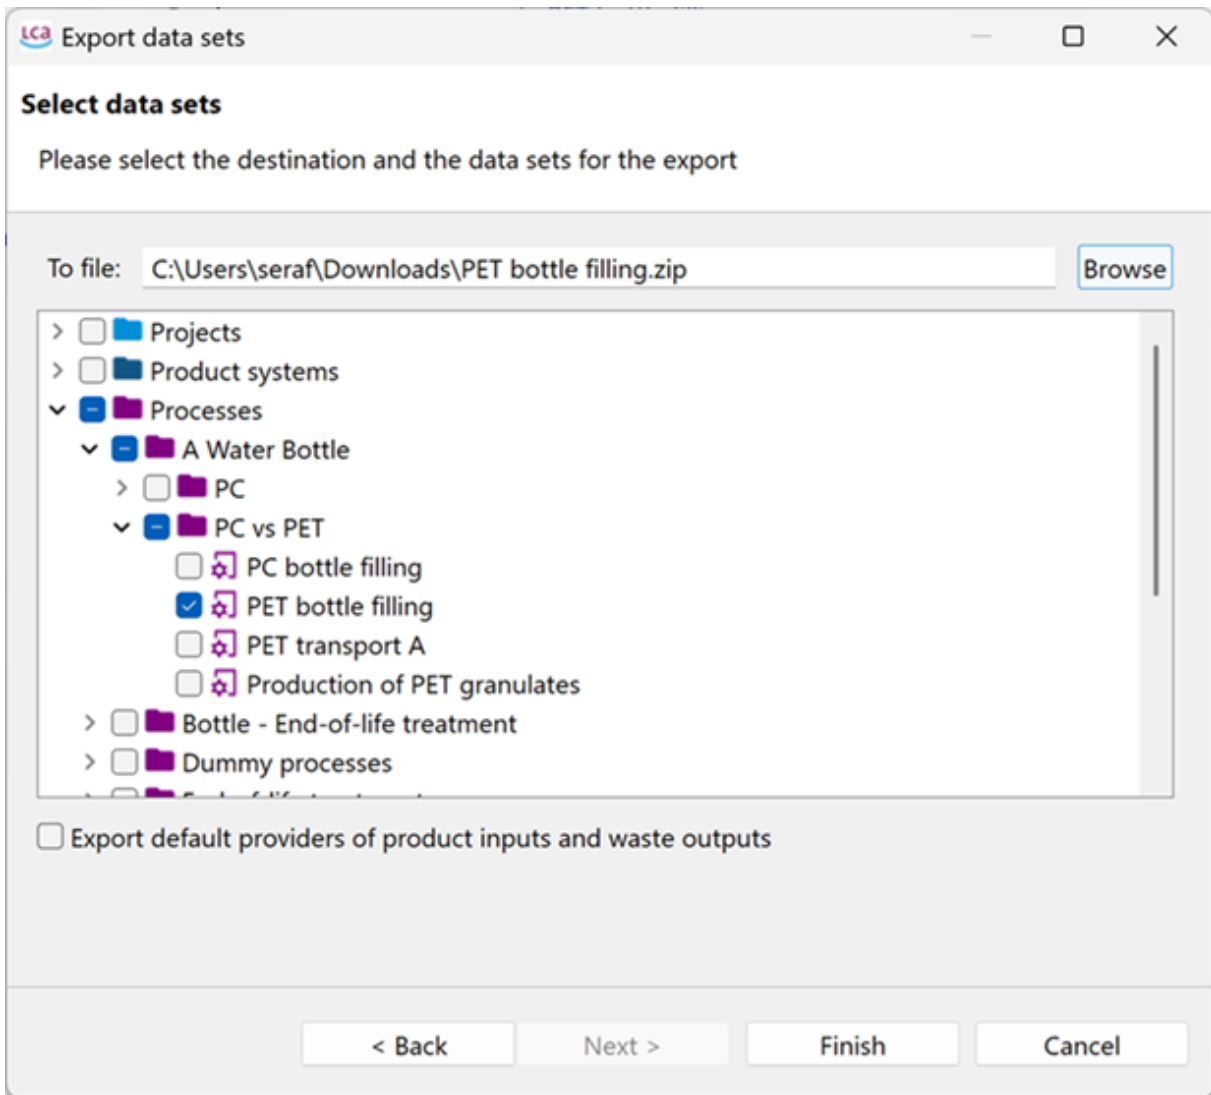 LCA Export data sets
Select data sets
Please select the destination and the data sets for the export
To file: C:\Users\seraf\Downloads\PET bottle filling.zip Browse
Projects
Product systems
Processes
A Water Bottle
PC
PC vs PET
PC bottle filling
PET bottle filling
PET transport A
Production of PET granulates
Bottle - End-of-life treatment
Dummy processes
Export default providers of product inputs and waste outputs
< Back Next > Finish Cancel